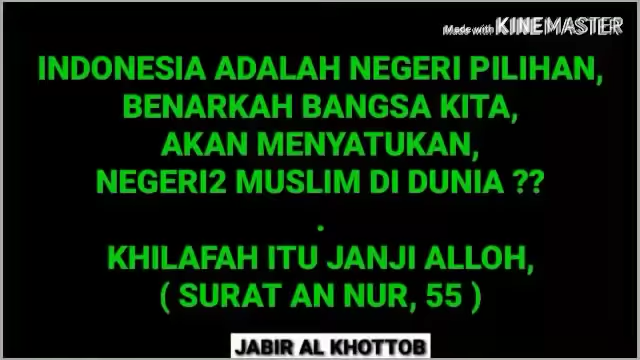 Made with KINEMASTER
INDONESIA ADALAH NEGERI PILIHAN,
BENARKAH BANGSA KITA,
AKAN MENYATUKAN,
NEGERI2 MUSLIM DI DUNIA ??
.
KHILAFAH ITU JANJI ALLOH,
( SURAT AN NUR, 55 )
JABIR AL KHOTTOB